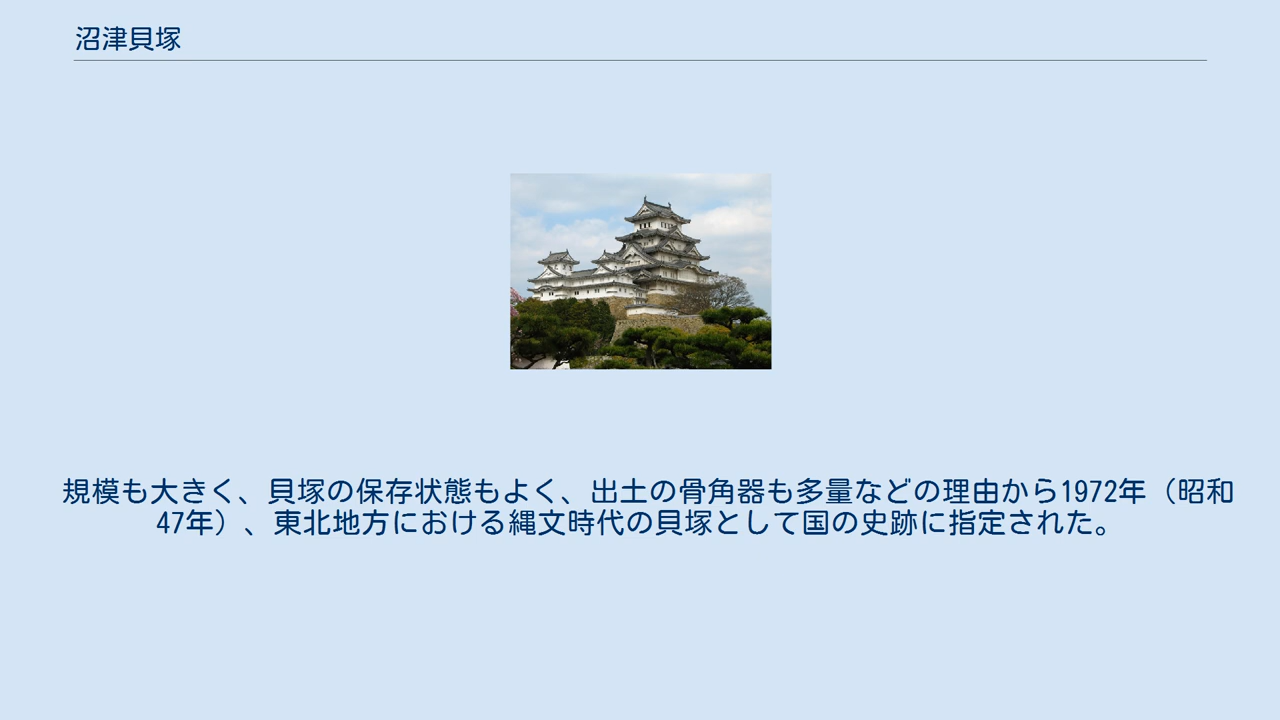 沼津貝塚
規模も大きく、貝塚の保存状態もよく、出土の骨角器も多量などの理由から1972年（昭和
47年）、東北地方における縄文時代の貝塚として国の史跡に指定された。